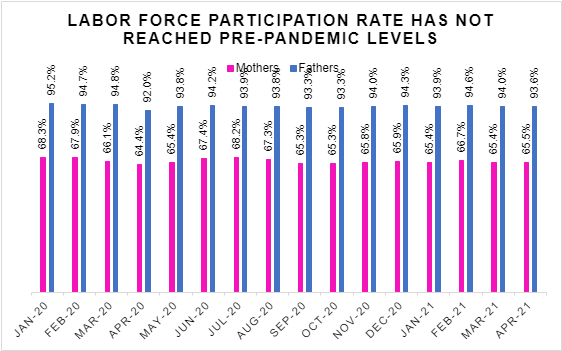 LABOR FORCE PARTICIPATION RATE HAS NOT
REACHED PRE-PANDEMIC LEVELS
Mothers Fathers
68.3% 95.2% 67.9% 94.7% 66.1% 94.8% 64.4% 92.0% 65.4% 93.8% 67.4% 94.2% 68.2% 93.9% 67.3% 93.8% 65.3% 93.3% 65.3% 93.3% 65.8% 94.0% 65.9% 94.3% 65.4% 93.9% 66.7% 94.6% 65.4% 94.0% 65.5% 93.6%
JAN-20 FEB-20 MAR-20 APR-20 MAY-20 JUN-20 JUL-20 AUG-20 SEP-20 OCT-20 NOV-20 DEC-20 JAN-21 FEB-21 MAR-21 APR-21